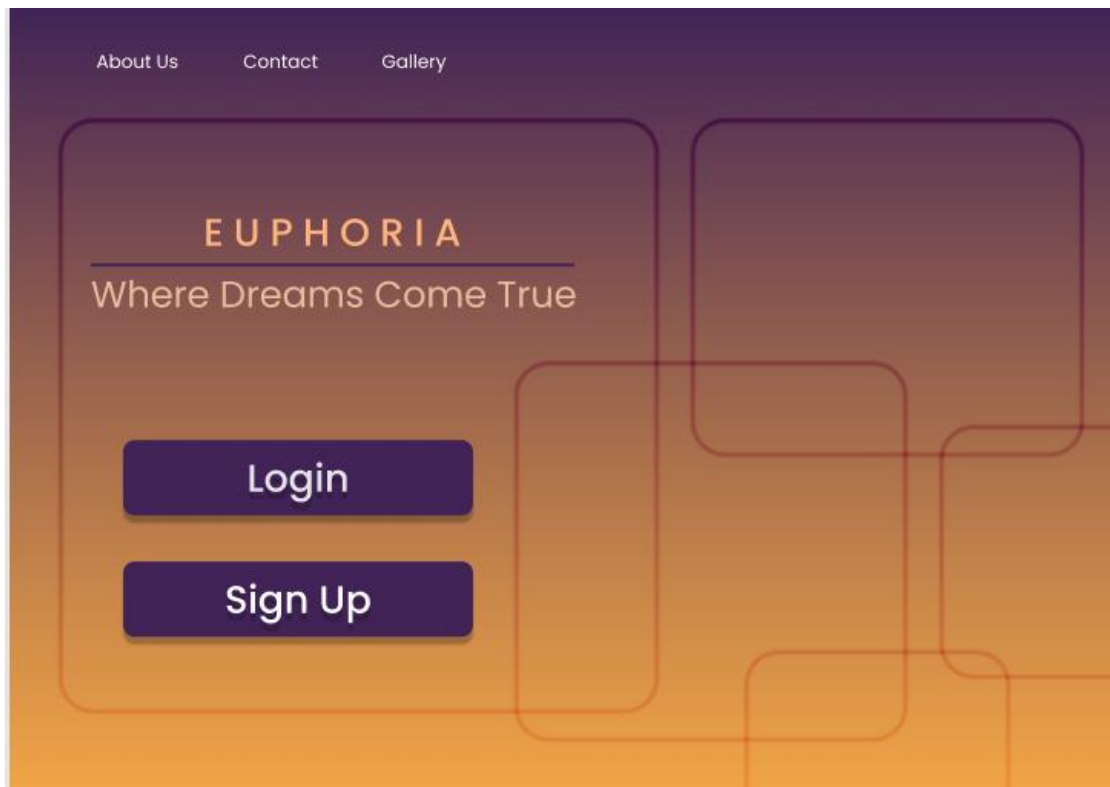 About Us Contact Gallery
EUPHORIA
Where Dreams Come True
Login
Sign Up